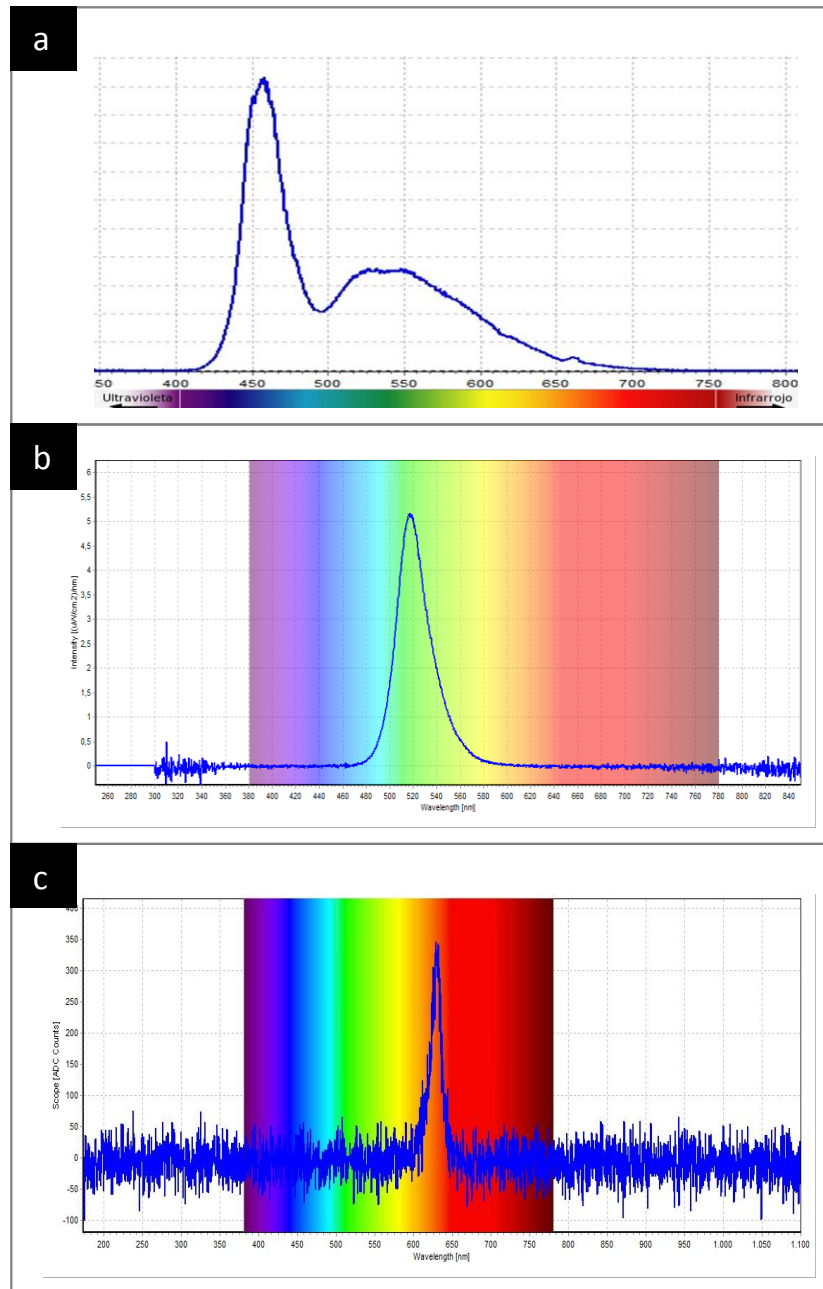 a
50 400 450 500 550 600 650 700 750 800
Ultravioleta Infrarrojo
b
6
5,5
5
4,5
4
3,5
3
2,5
2
1,5
1
0,5
0
Intensity [(uW/cm2)/nm]
260 280 300 320 340 360 380 400 420 440 460 480 500 520 540 560 580 600 620 640 660 680 700 720 740 760 780 800 820 840
Wavelength [nm]
c
400
350
300
250
200
150
100
50
0
-50
-100
Scope [ADC Counts]
200 250 300 350 400 450 500 550 600 650 700 750 800 850 900 950 1.000 1.050 1.100
Wavelength [nm]